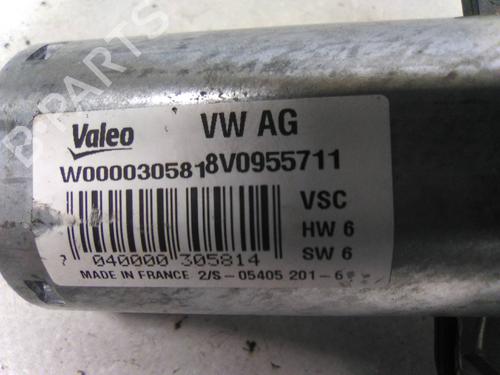 Valeo VW AG
W000030581 8V0955711
VSC
HW 6
SW 6
040000 305814
MADE IN FRANCE 2/S - 05405 201-6
B-PARTS